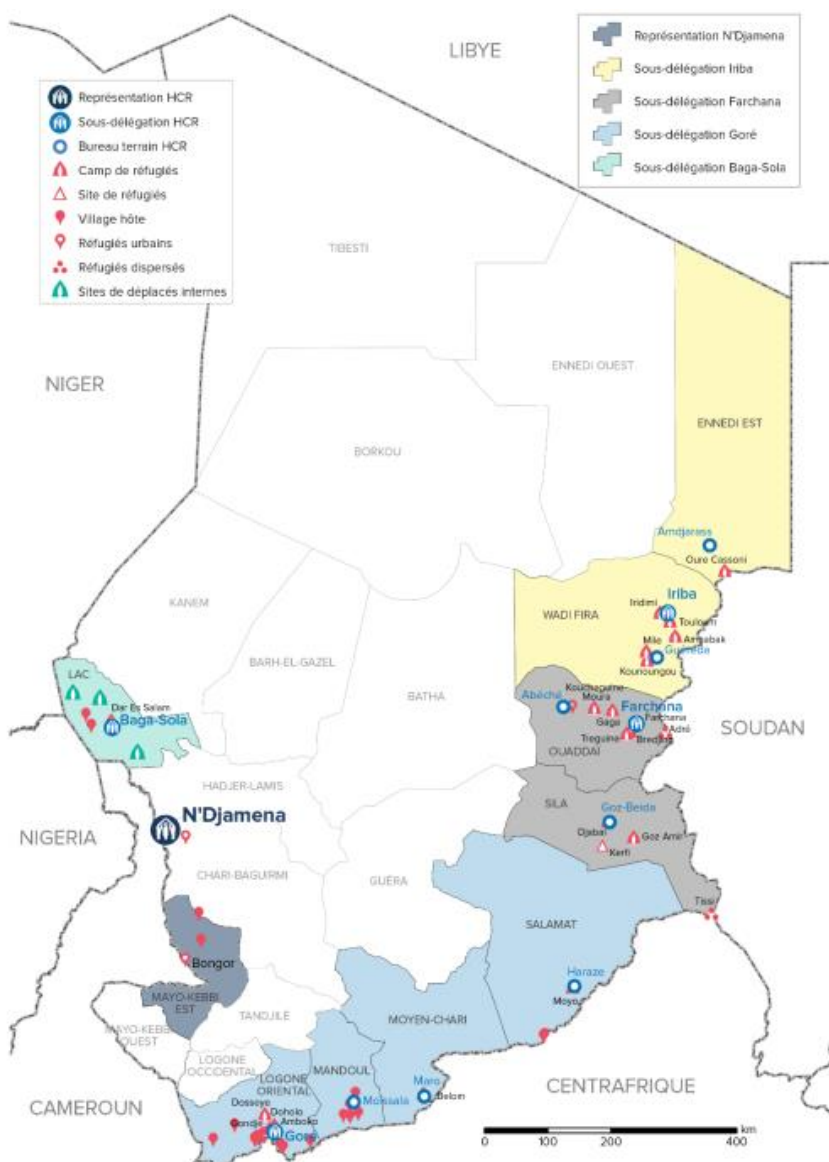 LIBYE
Représentation HCR
Sous-délégation HCR
Bureau terrain HCR
Camp de réfugiés
Site de réfugiés
Village hôte
Réfugiés urbains
Réfugiés dispersés
Sites de déplacés internes
Représentation N'Djamena
Sous-délégation Iriba
Sous-délégation Farchana
Sous-délégation Goré
Sous-délégation Baga-Sola
TIBESTI
NIGER
ENNEDI OUEST
ENNEDI EST
BORKOU
Amdjarass
Oure Cassoni
KANEM
WADI FIRA
Iriba
Iridimi
Touloum
Amnabak
Mile
Guereda
Kounoungou
BARH-EL-GAZEL
BATHA
LAC
Dar Es Salam
Baga-Sola
Abéché
Kouchaguine-
Moura
Gaga
Farchana
Farchana
Adré
Treguine
Bredjing
OUADDAI
SOUDAN
HADJER-LAMIS
SILA
Goz-Beida
Djabal
Goz Amir
Kerfi
N'Djamena
NIGERIA
CHARI-BAGUIRMI
GUERA
Tissi
SALAMAT
Bongor
MAYO-KEBBI
EST
Haraze
Moyo
MAYO-KEBBI
OUEST
TANDJILE
MOYEN-CHARI
LOGONE
OCCIDENTAL
LOGONE
ORIENTAL
MANDOUL
Maro
Belom
Moissala
CENTRAFRIQUE
CAMEROUN
Dosseye
Doholo
Gondje
Amboko
Goré
km
0 100 200 400